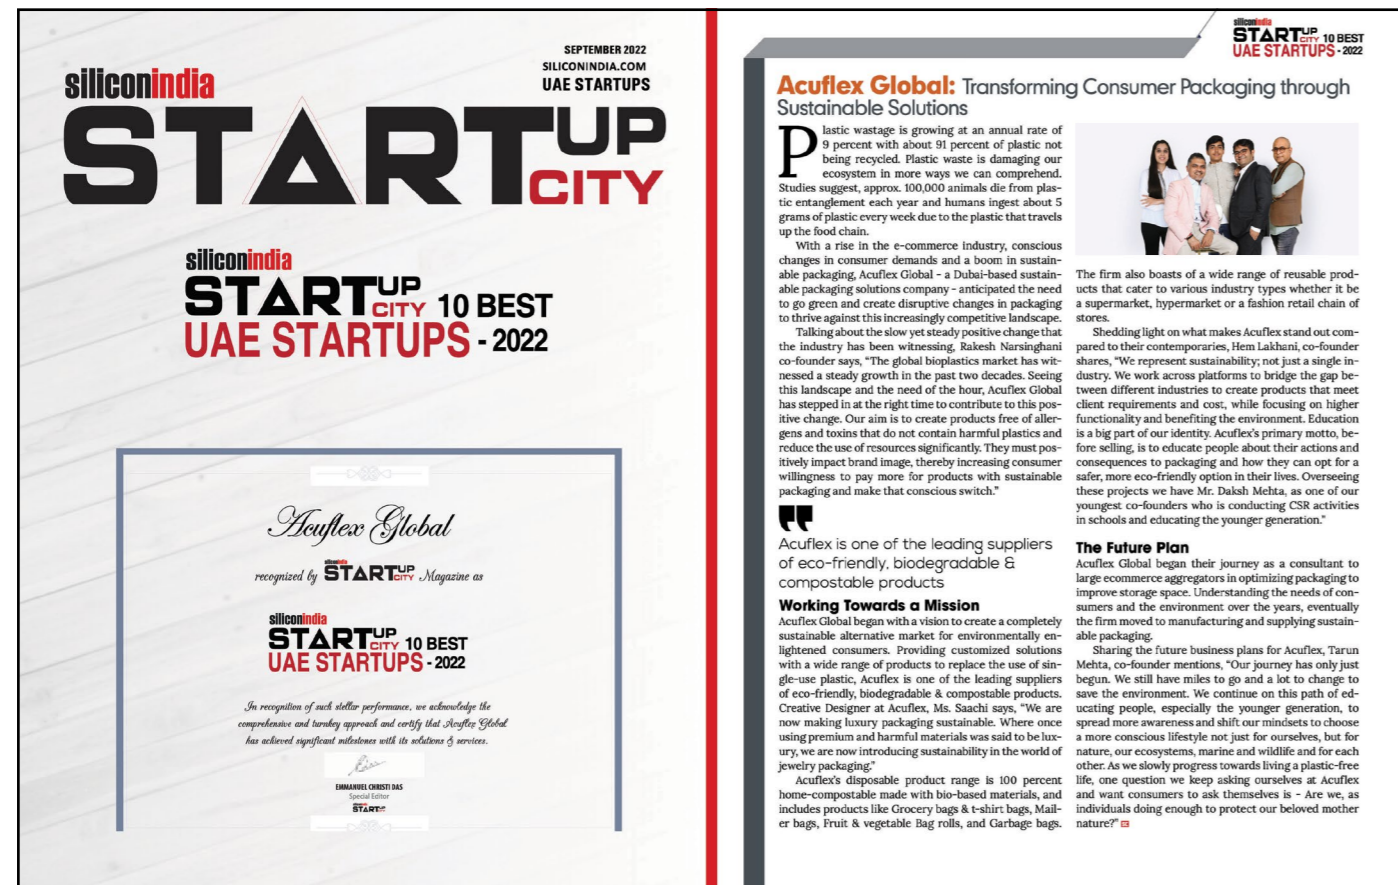 SEPTEMBER 2022
SILICONINDIA.COM
UAE STARTUPS
siliconindia
STARTUP
CITY
siliconindia
STARTUP
CITY 10 BEST
UAE STARTUPS - 2022
Acuflex Global
recognized by siliconindia STARTUP CITY Magazine as
siliconindia
STARTUP
CITY 10 BEST
UAE STARTUPS - 2022
In recognition of such stellar performance, we acknowledge the
comprehensive and turnkey approach and certify that Acuflex Global
has achieved significant milestones with its solutions & services.
EMMANUEL CHRISTI DAS
Special Editor
siliconindia
STARTUP CITY
siliconindia
STARTUP
CITY 10 BEST
UAE STARTUPS - 2022
Acuflex Global: Transforming Consumer Packaging through
Sustainable Solutions
Plastic wastage is growing at an annual rate of
9 percent with about 91 percent of plastic not
being recycled. Plastic waste is damaging our
ecosystem in more ways we can comprehend.
Studies suggest, approx. 100,000 animals die from plas-
tic entanglement each year and humans ingest about 5
grams of plastic every week due to the plastic that travels
up the food chain.
With a rise in the e-commerce industry, conscious
changes in consumer demands and a boom in sustain-
able packaging, Acuflex Global - a Dubai-based sustain-
able packaging solutions company - anticipated the need
to go green and create disruptive changes in packaging
to thrive against this increasingly competitive landscape.
Talking about the slow yet steady positive change that
the industry has been witnessing, Rakesh Narsinghani
co-founder says, “The global bioplastics market has wit-
nessed a steady growth in the past two decades. Seeing
this landscape and the need of the hour, Acuflex Global
has stepped in at the right time to contribute to this pos-
itive change. Our aim is to create products free of aller-
gens and toxins that do not contain harmful plastics and
reduce the use of resources significantly. They must pos-
itively impact brand image, thereby increasing consumer
willingness to pay more for products with sustainable
packaging and make that conscious switch.”
Acuflex is one of the leading suppliers
of eco-friendly, biodegradable &
compostable products
Working Towards a Mission
Acuflex Global began with a vision to create a completely
sustainable alternative market for environmentally en-
lightened consumers. Providing customized solutions
with a wide range of products to replace the use of sin-
gle-use plastic, Acuflex is one of the leading suppliers
of eco-friendly, biodegradable & compostable products.
Creative Designer at Acuflex, Ms. Saachi says, “We are
now making luxury packaging sustainable. Where once
using premium and harmful materials was said to be lux-
ury, we are now introducing sustainability in the world of
jewelry packaging.”
Acuflex’s disposable product range is 100 percent
home-compostable made with bio-based materials, and
includes products like Grocery bags & t-shirt bags, Mail-
er bags, Fruit & vegetable Bag rolls, and Garbage bags.
The firm also boasts of a wide range of reusable prod-
ucts that cater to various industry types whether it be
a supermarket, hypermarket or a fashion retail chain of
stores.
Shedding light on what makes Acuflex stand out com-
pared to their contemporaries, Hem Lakhani, co-founder
shares, “We represent sustainability; not just a single in-
dustry. We work across platforms to bridge the gap be-
tween different industries to create products that meet
client requirements and cost, while focusing on higher
functionality and benefiting the environment. Education
is a big part of our identity. Acuflex’s primary motto, be-
fore selling, is to educate people about their actions and
consequences to packaging and how they can opt for a
safer, more eco-friendly option in their lives. Overseeing
these projects we have Mr. Daksh Mehta, as one of our
youngest co-founders who is conducting CSR activities
in schools and educating the younger generation.”
The Future Plan
Acuflex Global began their journey as a consultant to
large ecommerce aggregators in optimizing packaging to
improve storage space. Understanding the needs of con-
sumers and the environment over the years, eventually
the firm moved to manufacturing and supplying sustain-
able packaging.
Sharing the future business plans for Acuflex, Tarun
Mehta, co-founder mentions, “Our journey has only just
begun. We still have miles to go and a lot to change to
save the environment. We continue on this path of ed-
ucating people, especially the younger generation, to
spread more awareness and shift our mindsets to choose
a more conscious lifestyle not just for ourselves, but for
nature, our ecosystems, marine and wildlife and for each
other. As we slowly progress towards living a plastic-free
life, one question we keep asking ourselves at Acuflex
and want consumers to ask themselves is - Are we, as
individuals doing enough to protect our beloved mother
nature?”